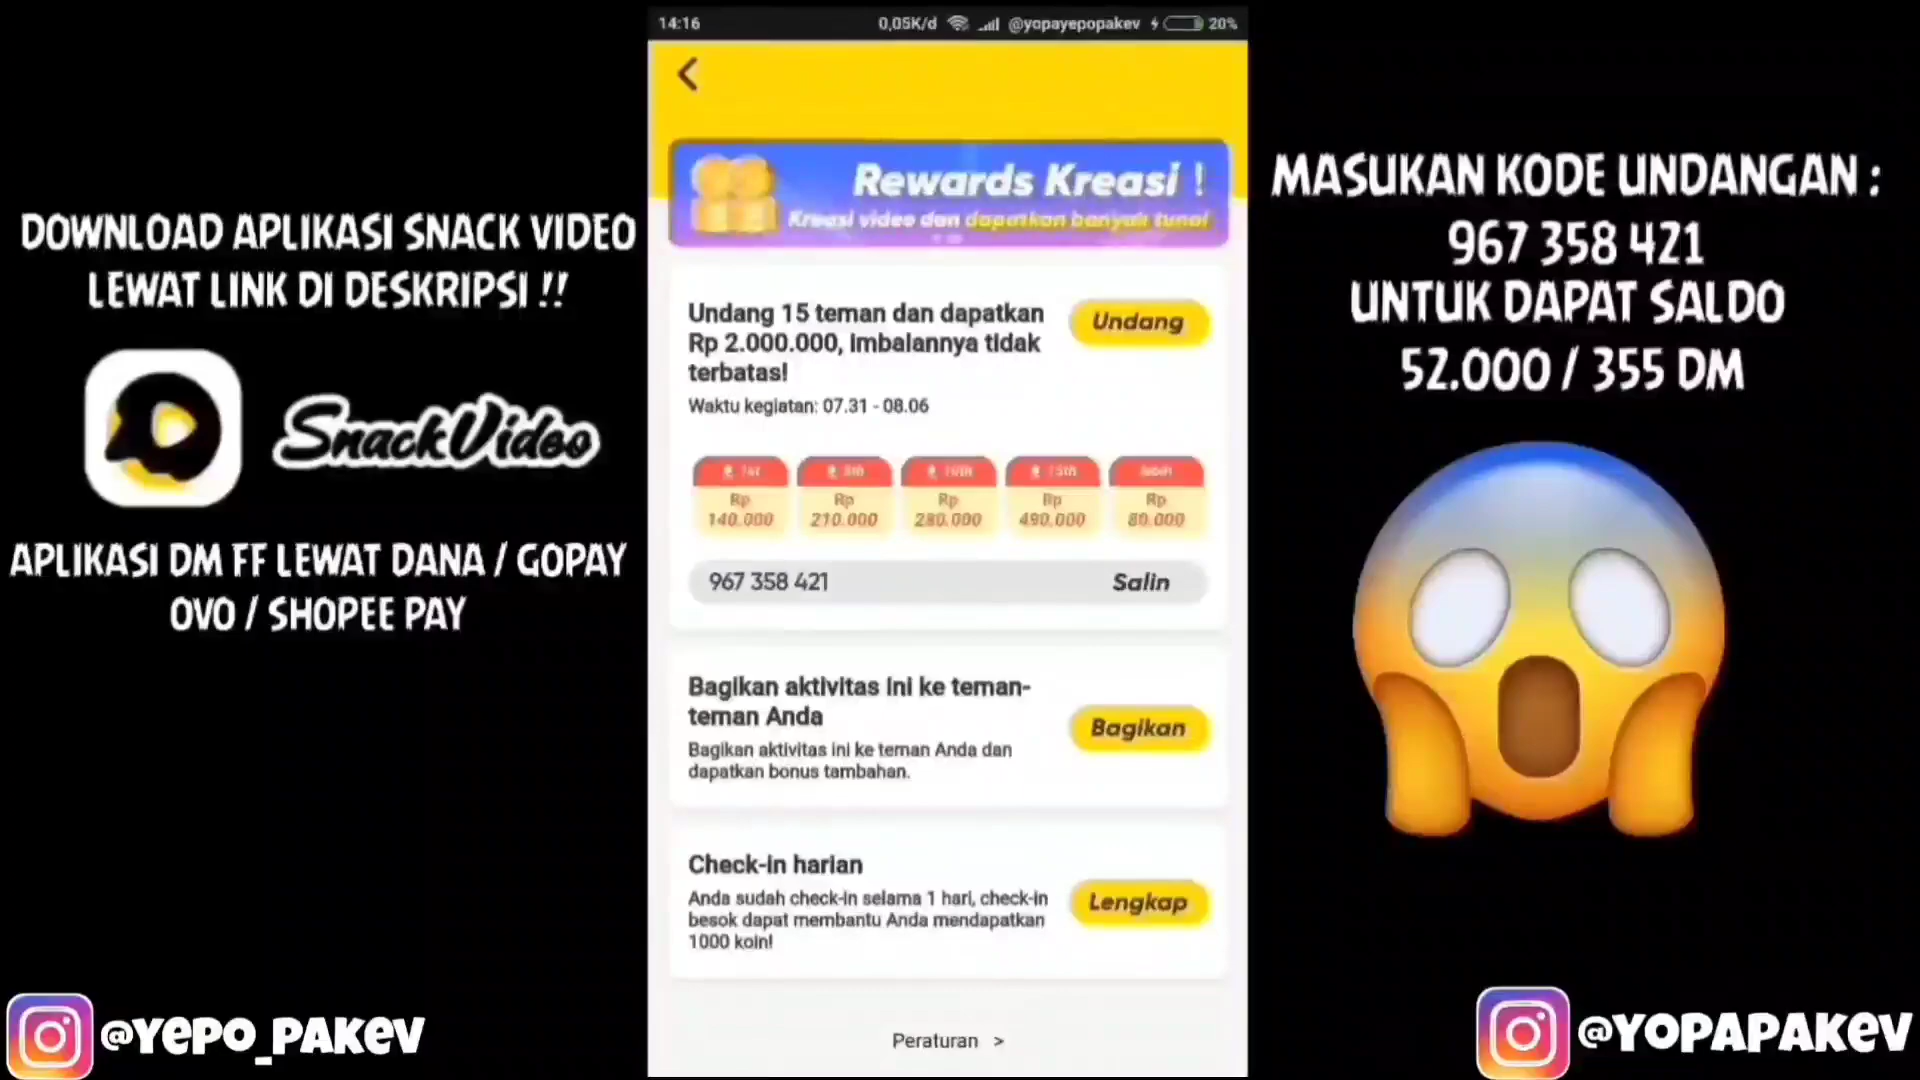 14:16
0,05K/d
@yopayepopakev
20%
DOWNLOAD APLIKASI SNACK VIDEO
LEWAT LINK DI DESKRIPSI !!
SnackVideo
APLIKASI DM FF LEWAT DANA / GOPAY
OVO / SHOPEE PAY
@YEPO_PAKEV
Rewards Kreasi !
Kreasi video dan dapatkan banyak tunai
Undang 15 teman dan dapatkan
Rp 2.000.000, imbalannya tidak
terbatas!
Undang
Waktu kegiatan: 07.31 - 08.06
Rp
140.000
Rp
210.000
Rp
280.000
Rp
490.000
Rp
80.000
967 358 421
Salin
Bagikan aktivitas ini ke teman-
teman Anda
Bagikan aktivitas ini ke teman Anda dan
dapatkan bonus tambahan.
Bagikan
Check-in harian
Anda sudah check-in selama 1 hari, check-in
besok dapat membantu Anda mendapatkan
1000 koin!
Lengkap
Peraturan >
MASUKAN KODE UNDANGAN :
967 358 421
UNTUK DAPAT SALDO
52.000 / 355 DM
@YOPAPAKEV